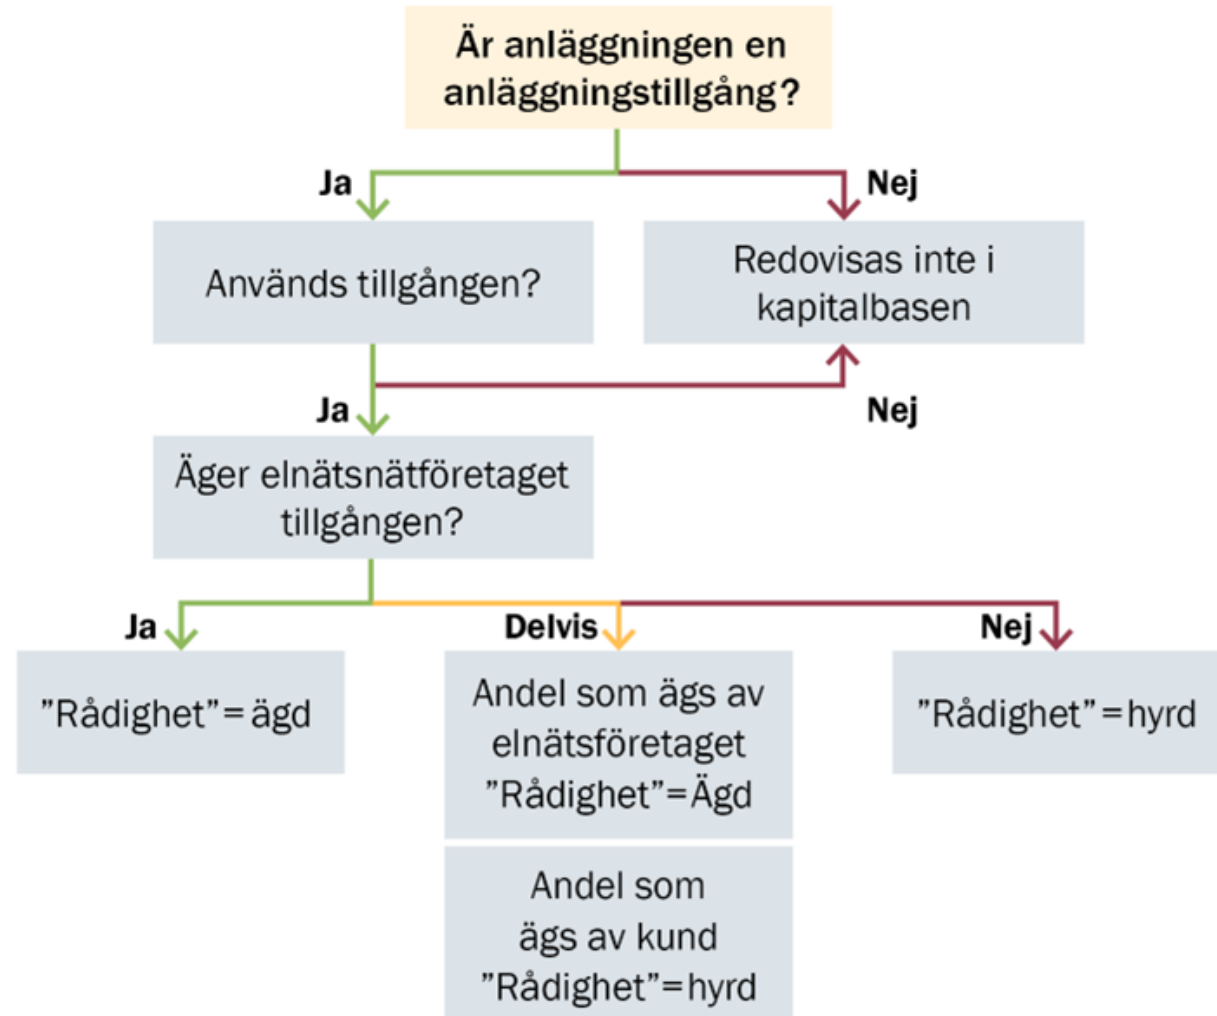 Är anläggningen en
anläggningstillgång?
Ja
Nej
Används tillgången?
Redovisas inte i
kapitalbasen
Ja
Nej
Äger elnätsnätföretaget
tillgången?
Ja
Delvis
Nej
”Rådighet”=ägd
Andel som ägs av
elnätsföretaget
”Rådighet”=Ägd
”Rådighet”=hyrd
Andel som
ägs av kund
”Rådighet”=hyrd